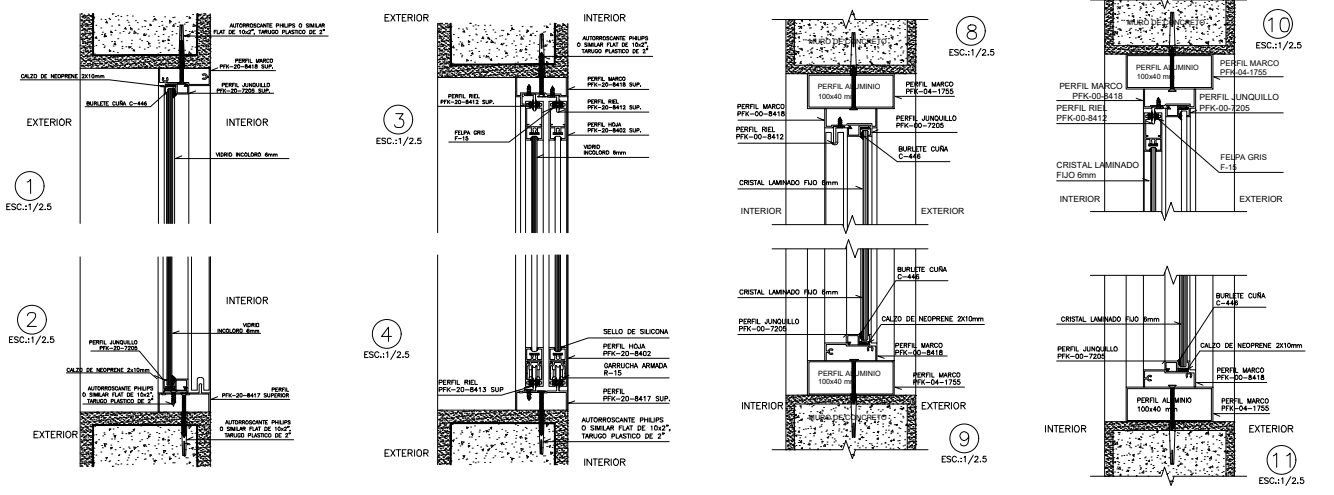 AUTORROSCANTE PHILIPS O SIMILAR
FLAT DE 10x2", TARUGO PLASTICO DE 2"
PERFIL MARCO
PFK-20-8418 SUP.
CALZO DE NEOPRENE 2X10mm
PERFIL JUNQUILLO
PFK-20-7205 SUP.
BURLETE CUÑA C-446
EXTERIOR
INTERIOR
VIDRIO INCOLORO 6mm
1
ESC.:1/2.5
INTERIOR
2
ESC.:1/2.5
VIDRIO
INCOLORO 6mm
PERFIL JUNQUILLO
PFK-20-7205
CALZO DE NEOPRENE 2x10mm
AUTORROSCANTE PHILIPS
O SIMILAR FLAT DE 10x2",
TARUGO PLASTICO DE 2"
PERFIL
PFK-20-8417 SUPERIOR
AUTORROSCANTE PHILIPS
O SIMILAR FLAT DE 10x2",
TARUGO PLASTICO DE 2"
EXTERIOR
EXTERIOR
INTERIOR
AUTORROSCANTE PHILIPS
O SIMILAR FLAT DE 10x2",
TARUGO PLASTICO DE 2"
PERFIL MARCO
PFK-20-8418 SUP.
PERFIL RIEL
PFK-20-8412 SUP.
PERFIL RIEL
PFK-20-8412 SUP.
3
ESC.:1/2.5
FELPA GRIS
F-15
PERFIL HOJA
PFK-20-8402 SUP.
VIDRIO
INCOLORO 6mm
4
ESC.:1/2.5
SELLO DE SILICONA
PERFIL HOJA
PFK-20-8402
GARRUCHA ARMADA
R-15
PERFIL RIEL
PFK-20-8413 SUP
PERFIL
PFK-20-8417 SUP.
AUTORROSCANTE PHILIPS
O SIMILAR FLAT DE 10x2",
TARUGO PLASTICO DE 2"
EXTERIOR
INTERIOR
MURO DE CONCRETO
8
ESC.:1/2.5
PERFIL ALUMINIO
100x40 mm
PERFIL MARCO
PFK-04-1755
PERFIL MARCO
PFK-00-8418
PERFIL JUNQUILLO
PFK-00-7205
PERFIL RIEL
PFK-00-8412
BURLETE CUÑA
C-446
CRISTAL LAMINADO FIJO 6mm
INTERIOR
EXTERIOR
BURLETE CUÑA
C-446
CRISTAL LAMINADO FIJO 6mm
PERFIL JUNQUILLO
PFK-00-7205
CALZO DE NEOPRENE 2X10mm
PERFIL MARCO
PFK-00-8418
PERFIL ALUMINIO
100x40 mm
PERFIL MARCO
PFK-04-1755
INTERIOR
EXTERIOR
MURO DE CONCRETO
9
ESC.:1/2.5
MURO DE CONCRETO
10
ESC.:1/2.5
PERFIL ALUMINIO
100x40 mm
PERFIL MARCO
PFK-04-1755
PERFIL MARCO
PFK-00-8418
PERFIL JUNQUILLO
PFK-00-7205
PERFIL RIEL
PFK-00-8412
FELPA GRIS
F-15
CRISTAL LAMINADO
FIJO 6mm
INTERIOR
EXTERIOR
BURLETE CUÑA
C-446
CRISTAL LAMINADO FIJO 6mm
PERFIL JUNQUILLO
PFK-00-7205
CALZO DE NEOPRENE 2X10mm
PERFIL MARCO
PFK-00-8418
PERFIL ALUMINIO
100x40 mm
PERFIL MARCO
PFK-04-1755
INTERIOR
EXTERIOR
11
ESC.:1/2.5